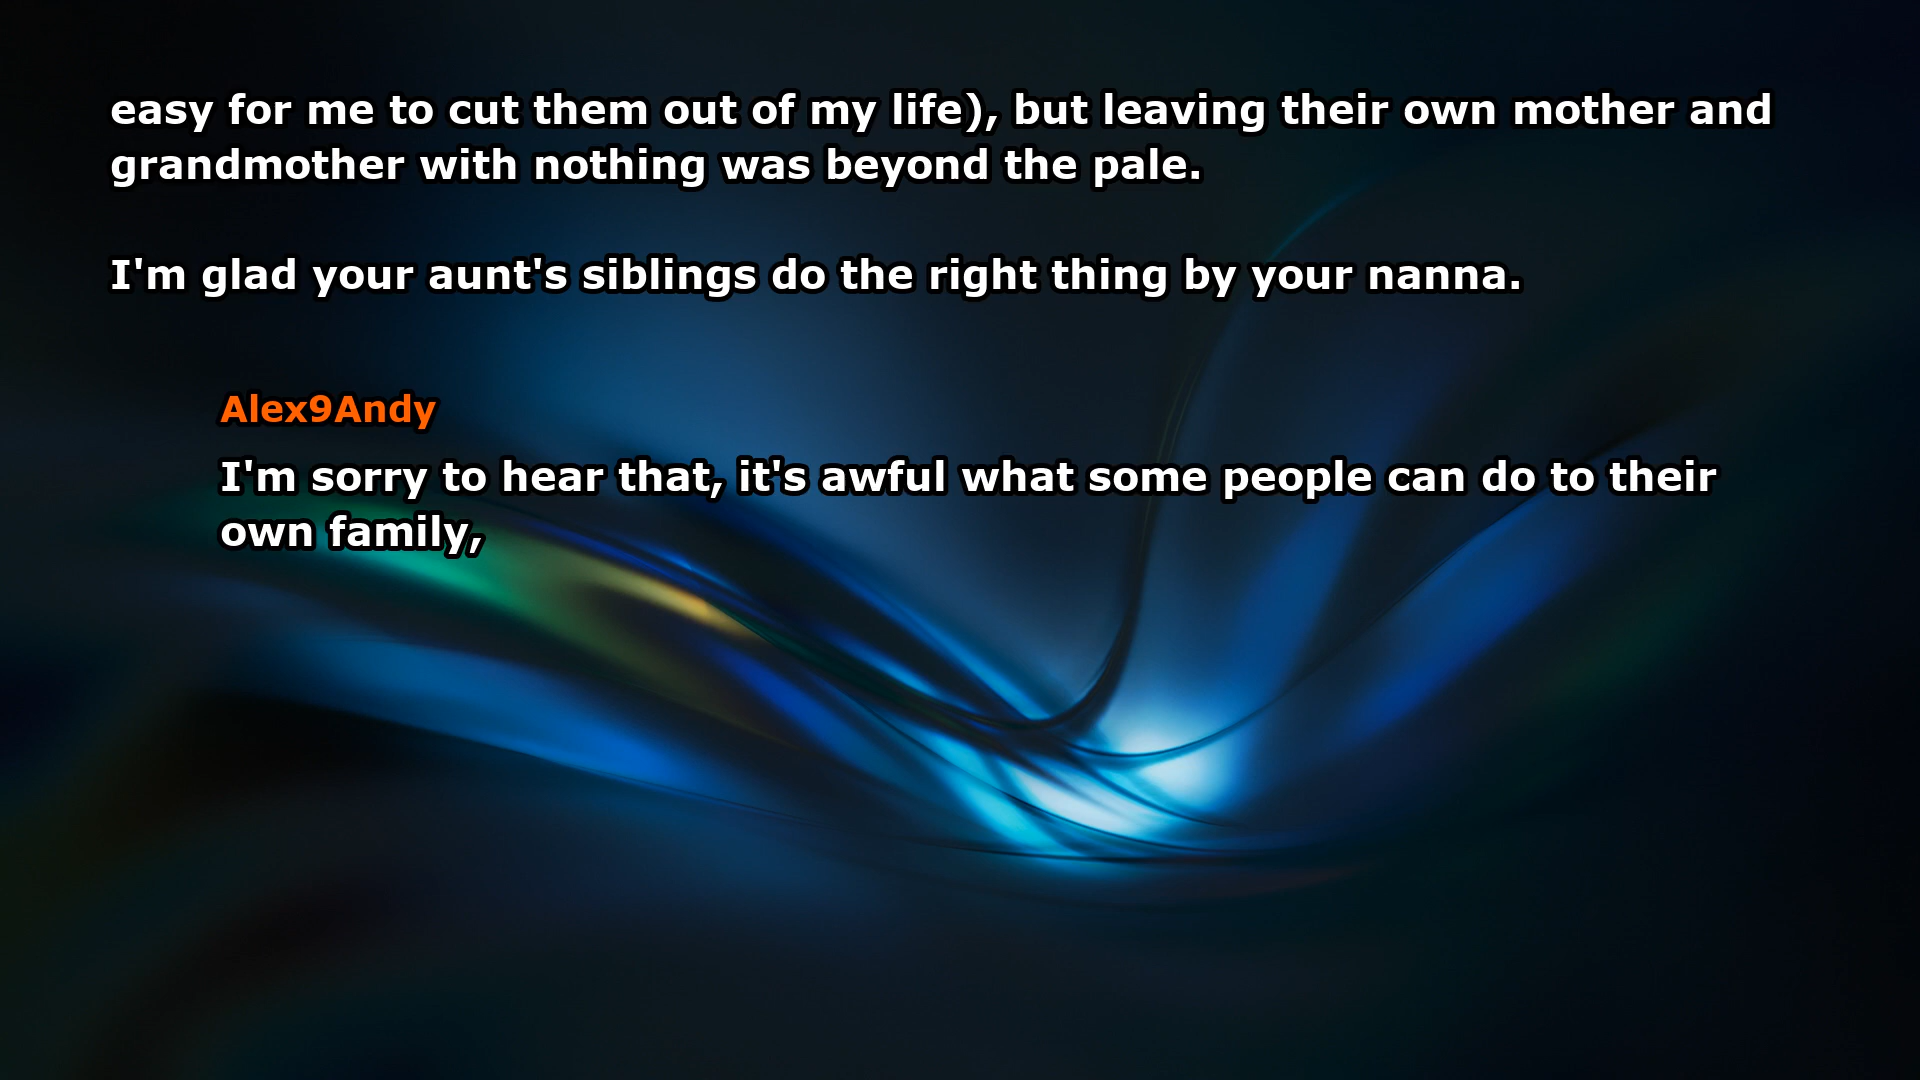 easy for me to cut them out of my life), but leaving their own mother and
grandmother with nothing was beyond the pale.
I'm glad your aunt's siblings do the right thing by your nanna.
Alex9Andy
I'm sorry to hear that, it's awful what some people can do to their
own family,